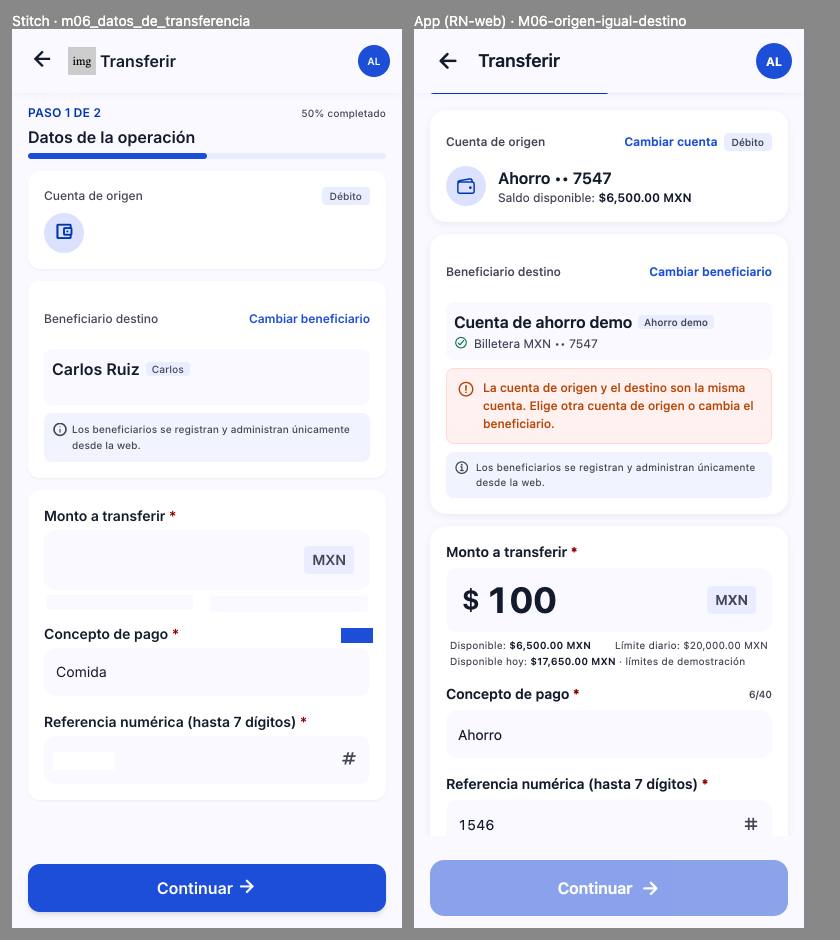 Stitch · m06_datos_de_transferencia
img Transferir
AL
PASO 1 DE 2
50% completado
Datos de la operación
Cuenta de origen
Débito
Beneficiario destino
Cambiar beneficiario
Carlos Ruiz
Carlos
Los beneficiarios se registran y administran únicamente
desde la web.
Monto a transferir *
MXN
Concepto de pago *
Comida
Referencia numérica (hasta 7 dígitos) *
#
Continuar →
App (RN-web) · M06-origen-igual-destino
Transferir
AL
Cuenta de origen
Cambiar cuenta
Débito
Ahorro •• 7547
Saldo disponible: $6,500.00 MXN
Beneficiario destino
Cambiar beneficiario
Cuenta de ahorro demo
Ahorro demo
Billetera MXN •• 7547
La cuenta de origen y el destino son la misma
cuenta. Elige otra cuenta de origen o cambia el
beneficiario.
Los beneficiarios se registran y administran únicamente
desde la web.
Monto a transferir *
$ 100
MXN
Disponible: $6,500.00 MXN
Límite diario: $20,000.00 MXN
Disponible hoy: $17,650.00 MXN · límites de demostración
Concepto de pago *
6/40
Ahorro
Referencia numérica (hasta 7 dígitos) *
1546
#
Continuar →